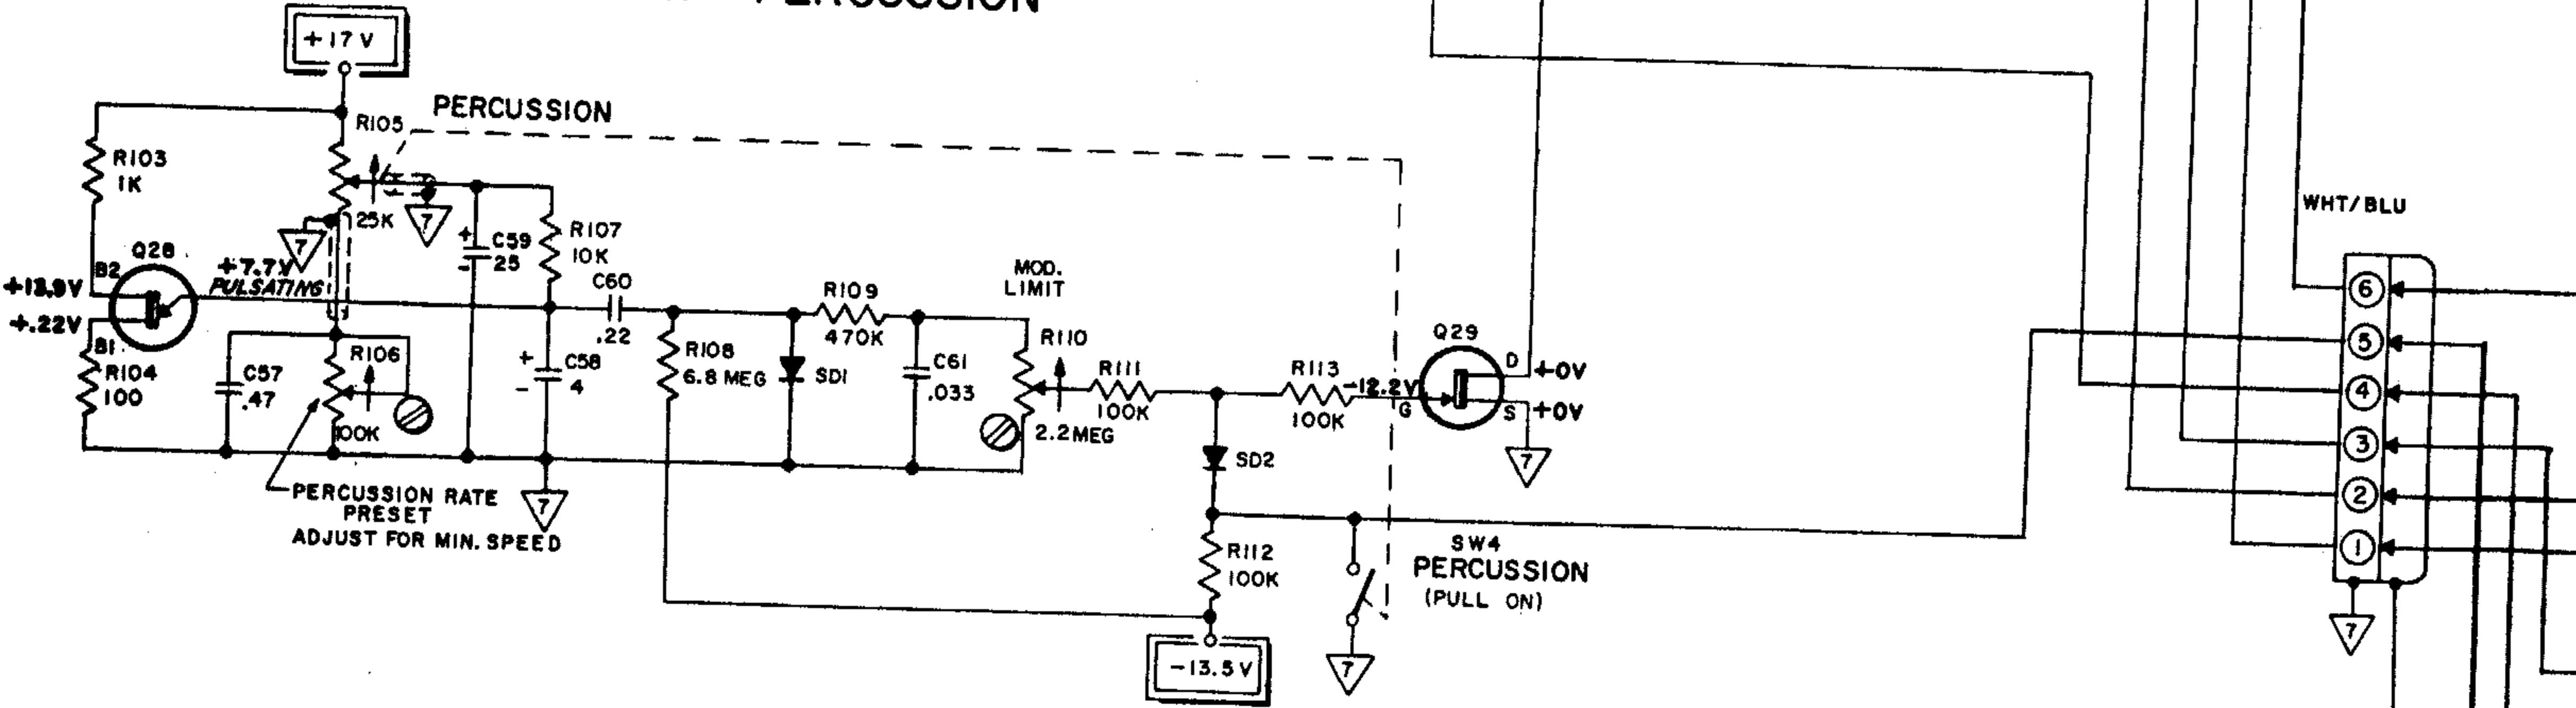 PERCUSSION
+17 V
PERCUSSION
R105
25K
R103
1K
7
7
C59
25
+
-
R107
10K
Q28
B2
+7.7V
PULSATING
+13.9V
+.22V
B1
R104
100
C57
.47
R106
100K
C58
4
+
-
C60
.22
R108
6.8 MEG
SD1
R109
470K
C61
.033
MOD.
LIMIT
R110
2.2MEG
R111
100K
R113
100K
-12.2V
G
Q29
D
+0V
S
+0V
7
SD2
PERCUSSION RATE
PRESET
ADJUST FOR MIN. SPEED
7
R112
100K
-13.5 V
SW4
PERCUSSION
(PULL ON)
7
WHT/BLU
6
5
4
3
2
1
7